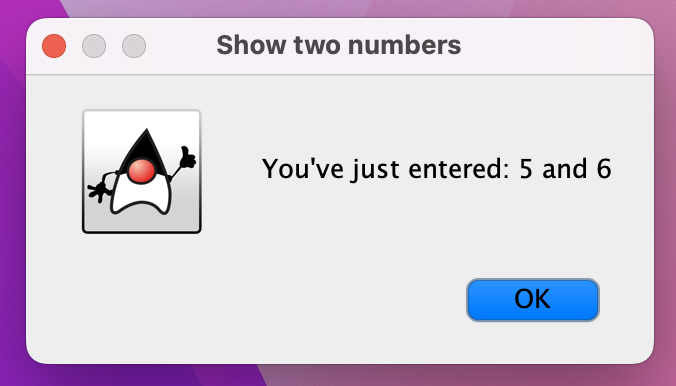 Show two numbers
You've just entered: 5 and 6
OK